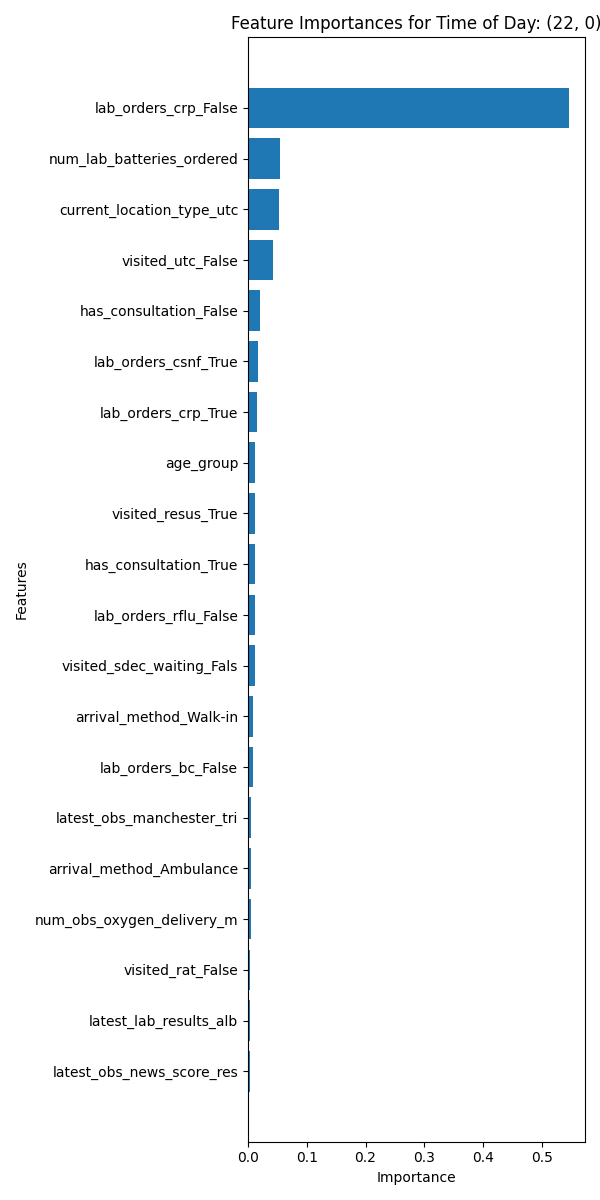 Feature Importances for Time of Day: (22, 0)
lab_orders_crp_False
num_lab_batteries_ordered
current_location_type_utc
visited_utc_False
has_consultation_False
lab_orders_csnf_True
lab_orders_crp_True
age_group
visited_resus_True
has_consultation_True
lab_orders_rflu_False
visited_sdec_waiting_Fals
arrival_method_Walk-in
lab_orders_bc_False
latest_obs_manchester_tri
arrival_method_Ambulance
num_obs_oxygen_delivery_m
visited_rat_False
latest_lab_results_alb
latest_obs_news_score_res
Features
0.0 0.1 0.2 0.3 0.4 0.5
Importance